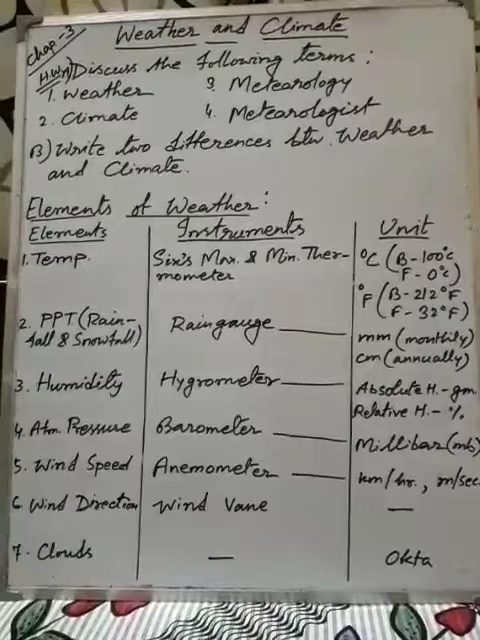 Chap:3
Weather and Climate
H.W A) Discuss the following terms:
1. Weather 3. Meteorology
2. Climate 4. Meteorologist
B) Write two differences btw. Weather
and Climate.
Elements of Weather:
Elements Instruments Unit
1. Temp. Six's Max. & Min. Ther-
mometer
°C (B-100°C
F-0°C)
°F (B-212°F
F-32°F)
2. PPT (Rain-
fall & Snowfall)
Raingauge
mm (monthly)
cm (annually)
3. Humidity Hygrometer Absolute H.-gm
Relative H.-%
4. Atm. Pressure Barometer Millibar (mb)
5. Wind Speed Anemometer km/hr., m/sec
6. Wind Direction Wind Vane —
7. Clouds — Okta